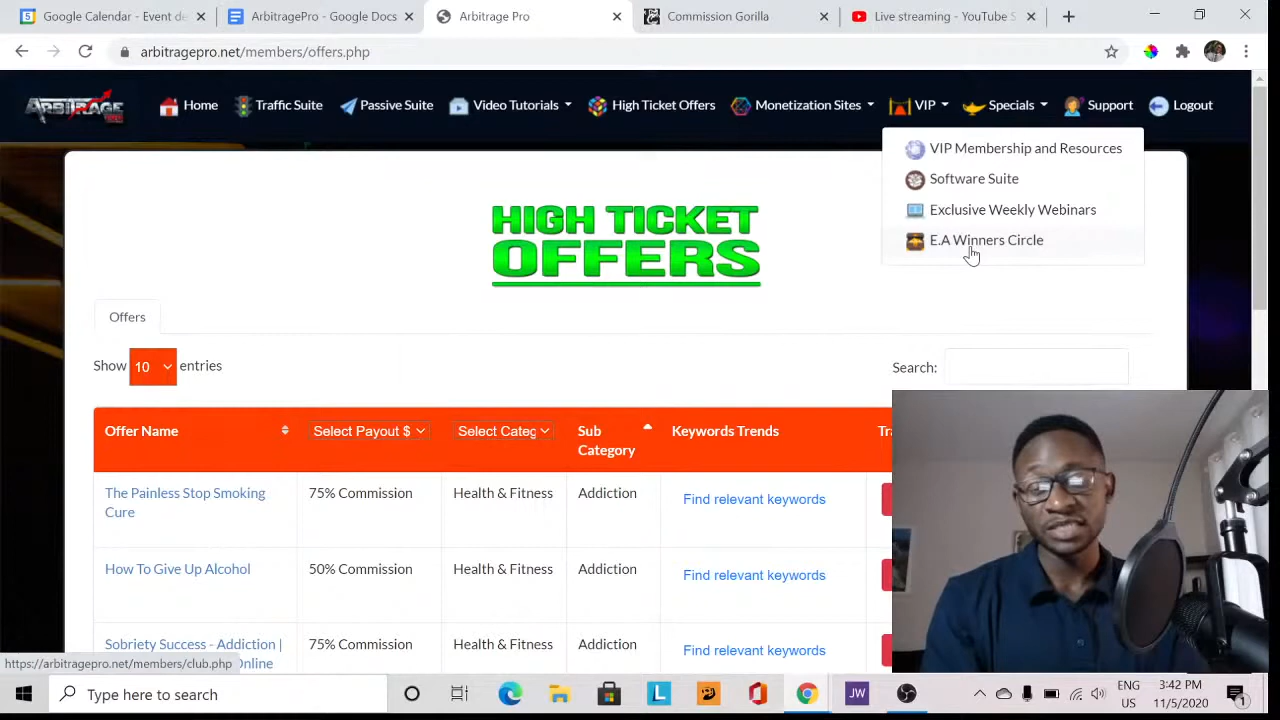 Google Calendar - Event de
ArbitragePro - Google Docs
Arbitrage Pro
Commission Gorilla
Live streaming - YouTube S
arbitragepro.net/members/offers.php
ARBITRAGE
Home
Traffic Suite
Passive Suite
Video Tutorials
High Ticket Offers
Monetization Sites
VIP
Specials
Support
Logout
VIP Membership and Resources
Software Suite
Exclusive Weekly Webinars
E.A Winners Circle
HIGH TICKET
OFFERS
Offers
Show 10 entries
Search:
Offer Name
Select Payout $
Select Categ
Sub
Category
Keywords Trends
Tra
The Painless Stop Smoking
Cure
75% Commission
Health & Fitness
Addiction
Find relevant keywords
How To Give Up Alcohol
50% Commission
Health & Fitness
Addiction
Find relevant keywords
Sobriety Success - Addiction |
Online
75% Commission
Health & Fitness
Addiction
Find relevant keywords
https://arbitragepro.net/members/club.php
Type here to search
L
JW
ENG
US
3:42 PM
11/5/2020
1